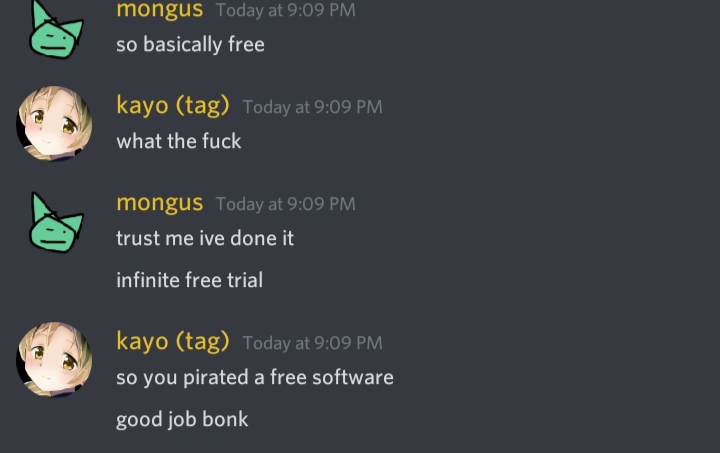 mongus Today at 9:09 PM
so basically free
kayo (tag) Today at 9:09 PM
what the fuck
mongus Today at 9:09 PM
trust me ive done it
infinite free trial
kayo (tag) Today at 9:09 PM
so you pirated a free software
good job bonk